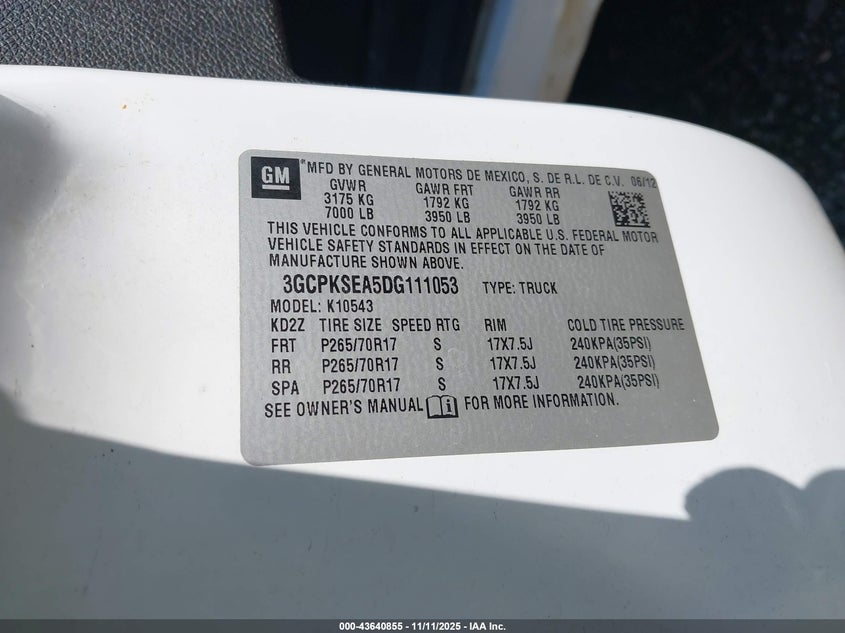 GM
*MFD BY GENERAL MOTORS DE MEXICO, S. DE R.L. DE C.V. 06/12
GVWR GAWR FRT GAWR RR
3175 KG 1792 KG 1792 KG
7000 LB 3950 LB 3950 LB
THIS VEHICLE CONFORMS TO ALL APPLICABLE U.S. FEDERAL MOTOR
VEHICLE SAFETY STANDARDS IN EFFECT ON THE DATE OF
MANUFACTURE SHOWN ABOVE.
3GCPKSEA5DG111053 TYPE: TRUCK
MODEL: K10543
KD2Z TIRE SIZE SPEED RTG RIM COLD TIRE PRESSURE
FRT P265/70R17 S 17X7.5J 240KPA(35PSI)
RR P265/70R17 S 17X7.5J 240KPA(35PSI)
SPA P265/70R17 S 17X7.5J 240KPA(35PSI)
SEE OWNER'S MANUAL i FOR MORE INFORMATION.
000-43640855 - 11/11/2025 - IAA Inc.